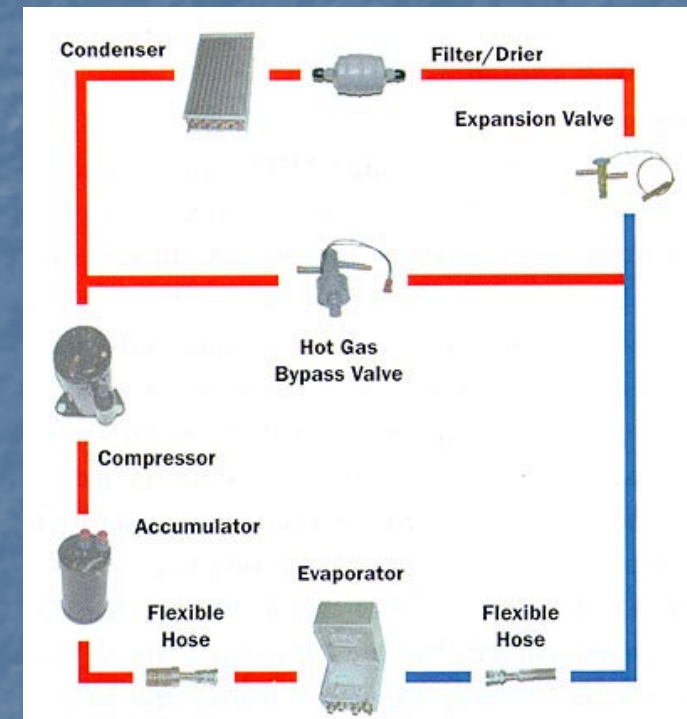 Condenser
Filter/Drier
Expansion Valve
Hot Gas
Bypass Valve
Compressor
Accumulator
Evaporator
Flexible
Hose
Flexible
Hose